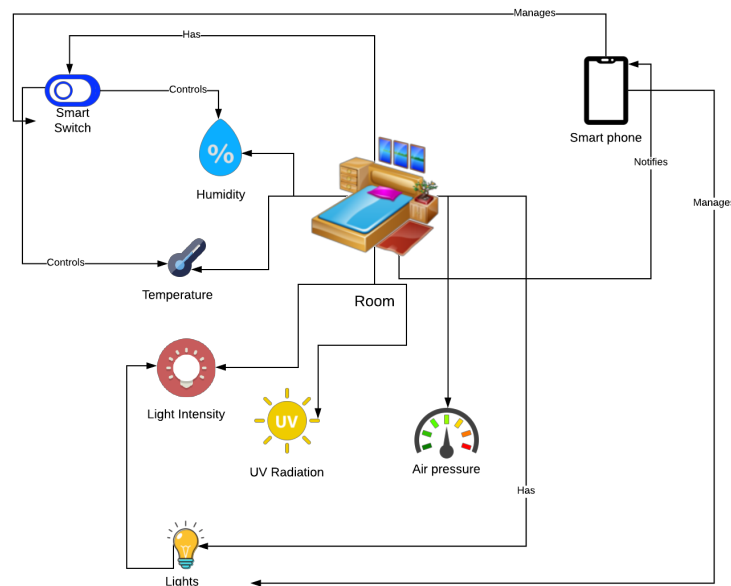 Manages
Has
Controls
Smart
Switch
Smart phone
%
Humidity
Notifies
Manages
Controls
Temperature
Room
Light Intensity
UV
UV Radiation
Air pressure
Has
Lights